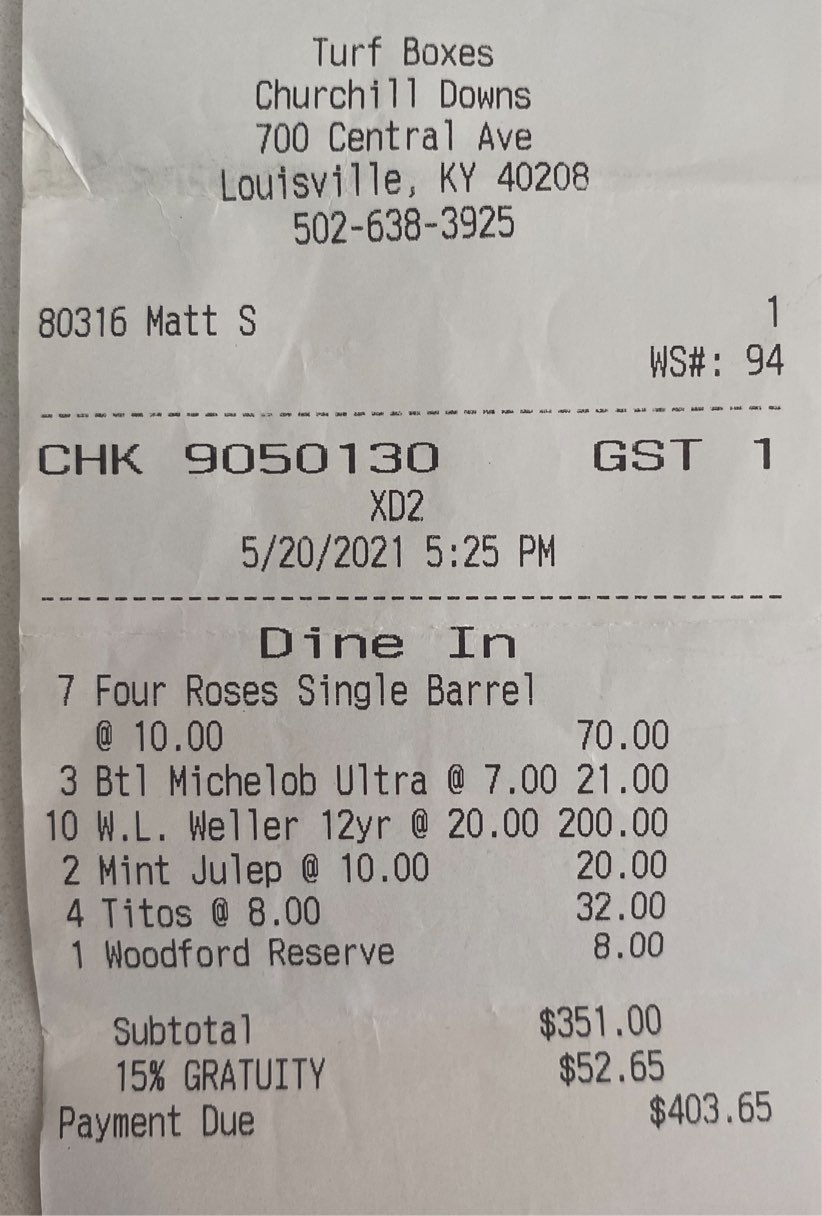 Turf Boxes
Churchill Downs
700 Central Ave
Louisville, KY 40208
502-638-3925
80316 Matt S 1
WS#: 94
CHK 9050130 GST 1
XD2
5/20/2021 5:25 PM
Dine In
7 Four Roses Single Barrel
@ 10.00 70.00
3 Btl Michelob Ultra @ 7.00 21.00
10 W.L. Weller 12yr @ 20.00 200.00
2 Mint Julep @ 10.00 20.00
4 Titos @ 8.00 32.00
1 Woodford Reserve 8.00
Subtotal $351.00
15% GRATUITY $52.65
Payment Due $403.65